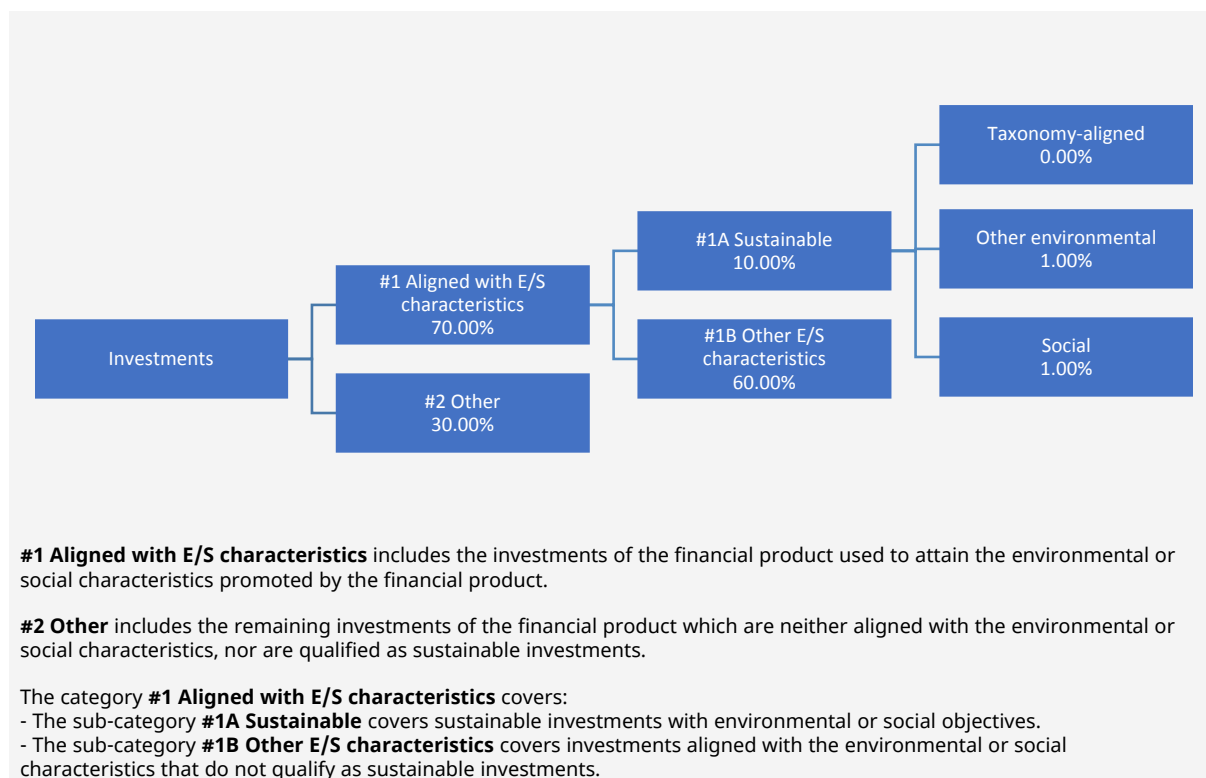 Investments
#1 Aligned with E/S
characteristics
70.00%
#2 Other
30.00%
#1A Sustainable
10.00%
#1B Other E/S
characteristics
60.00%
Taxonomy-aligned
0.00%
Other environmental
1.00%
Social
1.00%
#1 Aligned with E/S characteristics includes the investments of the financial product used to attain the environmental or
social characteristics promoted by the financial product.
#2 Other includes the remaining investments of the financial product which are neither aligned with the environmental or
social characteristics, nor are qualified as sustainable investments.
The category #1 Aligned with E/S characteristics covers:
- The sub-category #1A Sustainable covers sustainable investments with environmental or social objectives.
- The sub-category #1B Other E/S characteristics covers investments aligned with the environmental or social
characteristics that do not qualify as sustainable investments.